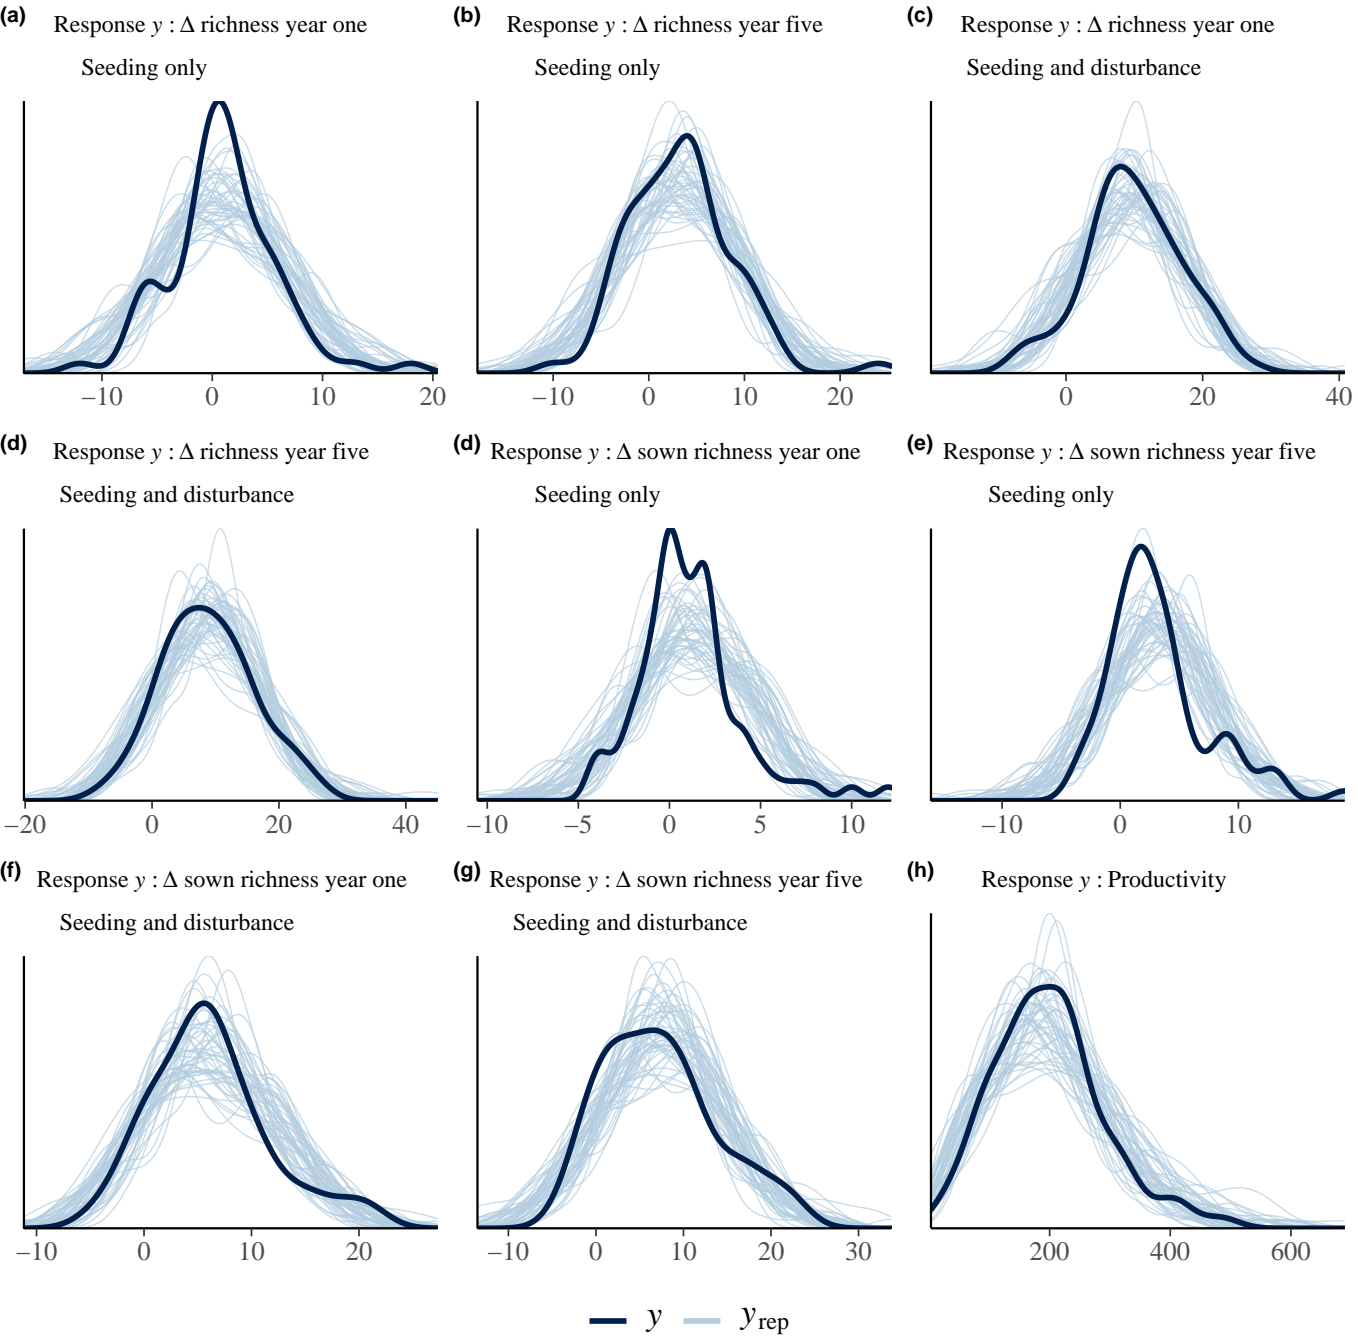 (a) Response y : Δ richness year one
Seeding only
−10 0 10 20
(b) Response y : Δ richness year five
Seeding only
−10 0 10 20
(c) Response y : Δ richness year one
Seeding and disturbance
0 20 40
(d) Response y : Δ richness year five
Seeding and disturbance
−20 0 20 40
(d) Response y : Δ sown richness year one
Seeding only
−10 −5 0 5 10
(e) Response y : Δ sown richness year five
Seeding only
−10 0 10
(f) Response y : Δ sown richness year one
Seeding and disturbance
−10 0 10 20
(g) Response y : Δ sown richness year five
Seeding and disturbance
−10 0 10 20 30
(h) Response y : Productivity
200 400 600
y yrep